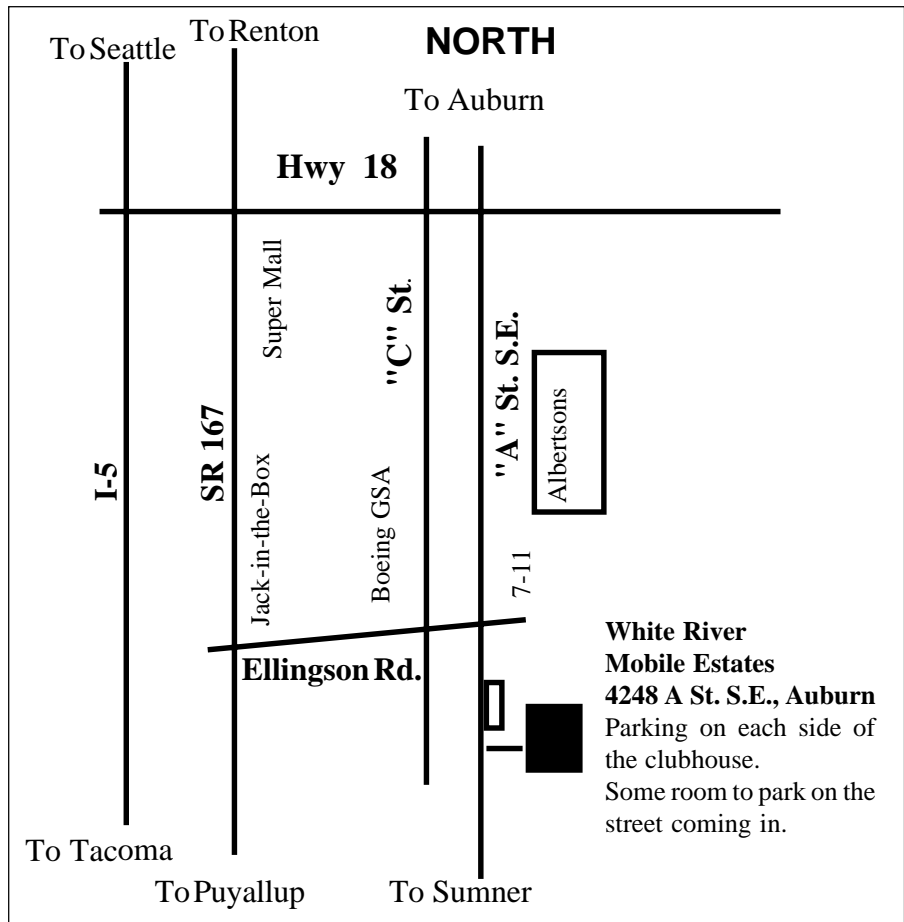 To Seattle
To Renton
NORTH
To Auburn
Hwy 18
Super Mall
"C" St.
"A" St. S.E.
Albertsons
I-5
SR 167
Jack-in-the-Box
Boeing GSA
7-11
Ellingson Rd.
White River
Mobile Estates
4248 A St. S.E., Auburn
Parking on each side of
the clubhouse.
Some room to park on the
street coming in.
To Tacoma
To Puyallup
To Sumner